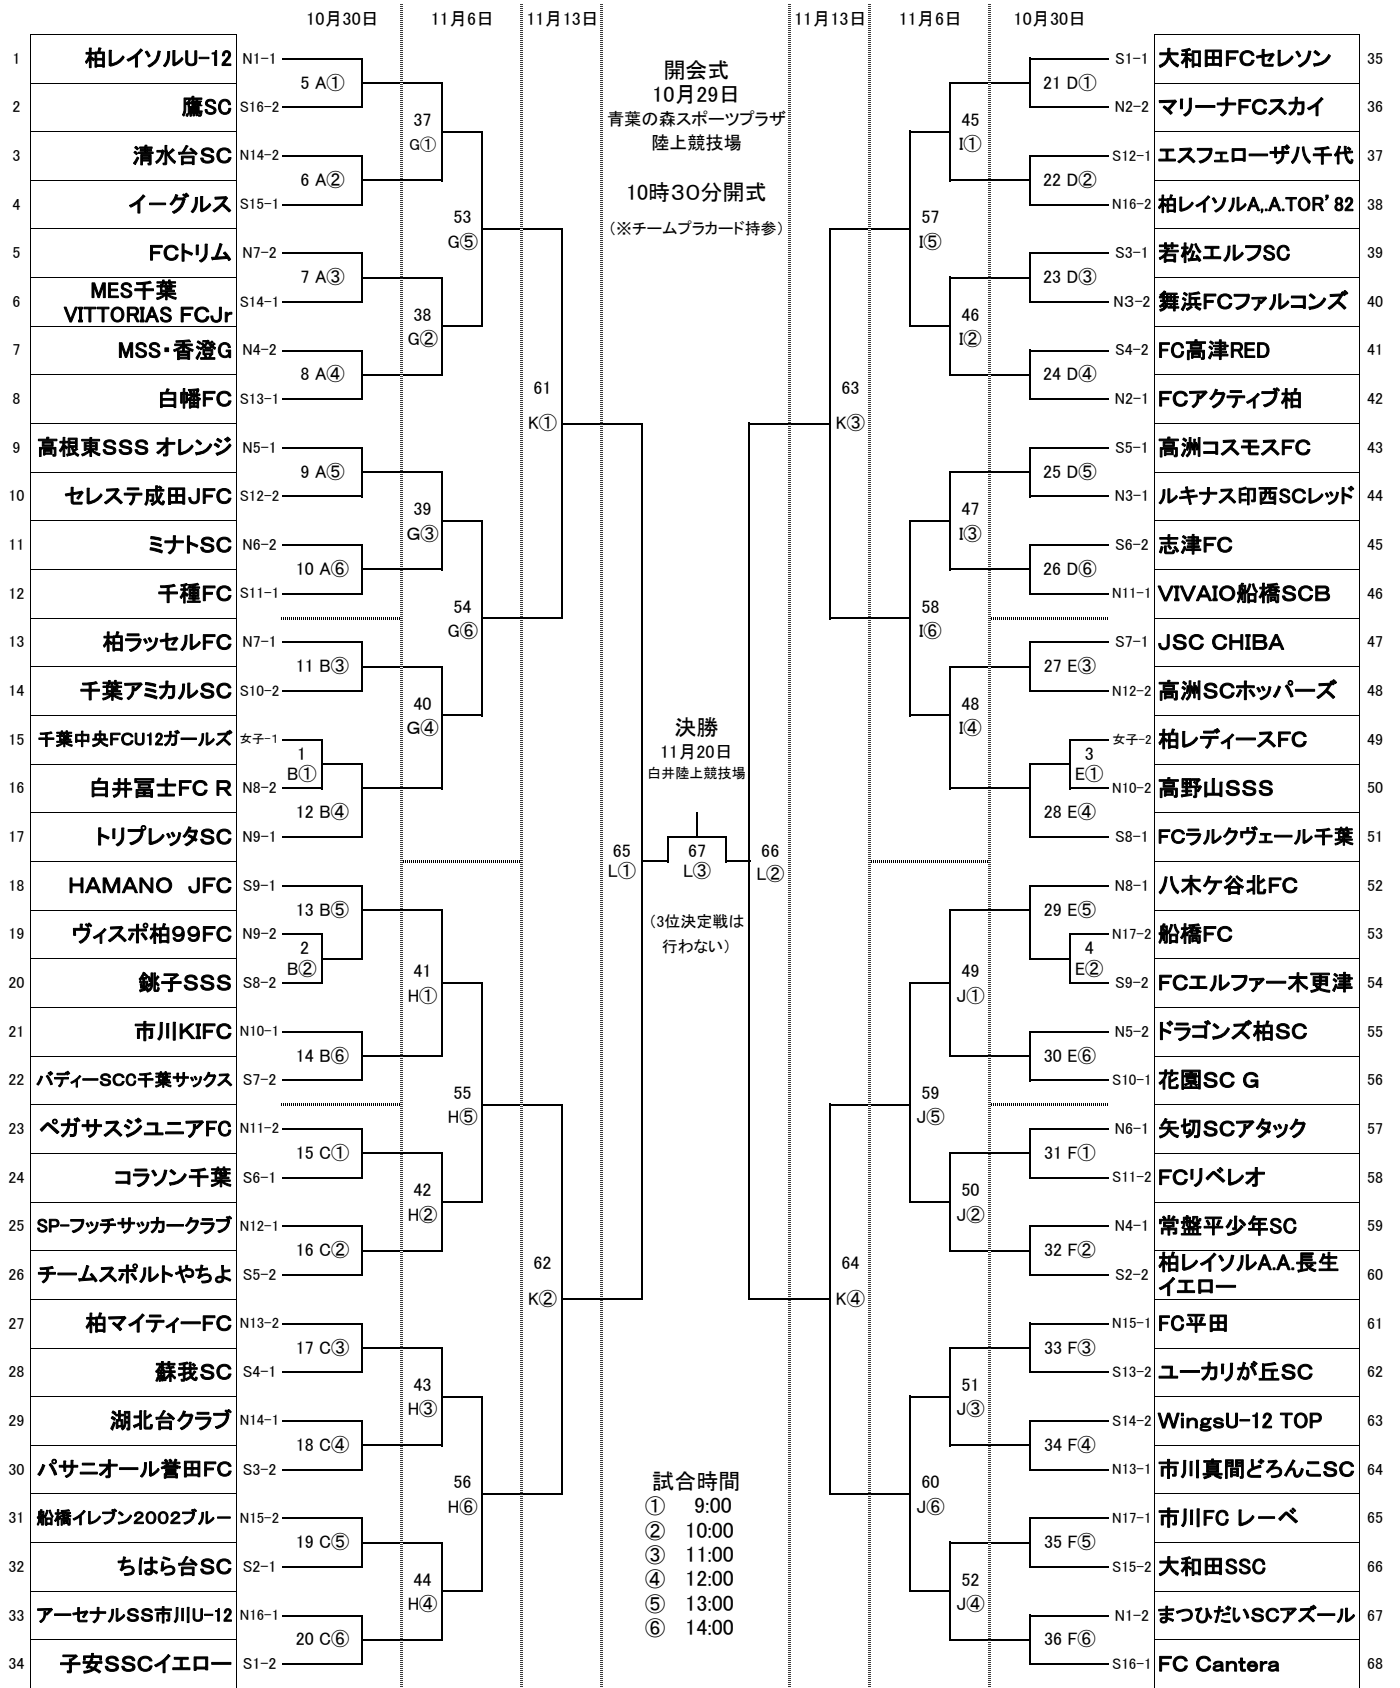 10月30日 11月6日 11月13日 11月13日 11月6日 10月30日
1 柏レイソルU-12 N1-1
2 鷹SC S16-2
3 清水台SC N14-2
4 イーグルス S15-1
5 FCトリム N7-2
6 MES千葉
VITTORIAS FCJr S14-1
7 MSS・香澄G N4-2
8 白幡FC S13-1
9 高根東SSS オレンジ N5-1
10 セレステ成田JFC S12-2
11 ミナトSC N6-2
12 千種FC S11-1
13 柏ラッセルFC N7-1
14 千葉アミカルSC S10-2
15 千葉中央FCU12ガールズ 女子-1
16 白井冨士FC R N8-2
17 トリプレッタSC N9-1
18 HAMANO JFC S9-1
19 ヴィスポ柏99FC N9-2
20 銚子SSS S8-2
21 市川KIFC N10-1
22 バディーSCC千葉サックス S7-2
23 ペガサスジュニアFC N11-2
24 コラソン千葉 S6-1
25 SP-フッチサッカークラブ N12-1
26 チームスポルトやちよ S5-2
27 柏マイティーFC N13-2
28 蘇我SC S4-1
29 湖北台クラブ N14-1
30 パサニオール誉田FC S3-2
31 船橋イレブン2002ブルー N15-2
32 ちはら台SC S2-1
33 アーセナルSS市川U-12 N16-1
34 子安SSCイエロー S1-2
5 A①
6 A②
7 A③
8 A④
9 A⑤
10 A⑥
11 B③
1
B①
12 B④
13 B⑤
2
B②
14 B⑥
15 C①
16 C②
17 C③
18 C④
19 C⑤
20 C⑥
37
G①
38
G②
39
G③
40
G④
41
H①
42
H②
43
H③
44
H④
53
G⑤
54
G⑥
55
H⑤
56
H⑥
61
K①
62
K②
開会式
10月29日
青葉の森スポーツプラザ
陸上競技場
10時30分開式
(※チームプラカード持参)
決勝
11月20日
白井陸上競技場
65
L①
67
L③
66
L②
(3位決定戦は
行わない)
試合時間
① 9:00
② 10:00
③ 11:00
④ 12:00
⑤ 13:00
⑥ 14:00
63
K③
64
K④
57
I⑤
58
I⑥
59
J⑤
60
J⑥
45
I①
46
I②
47
I③
48
I④
49
J①
50
J②
51
J③
52
J④
21 D①
22 D②
23 D③
24 D④
25 D⑤
26 D⑥
27 E③
3
E①
28 E④
29 E⑤
4
E②
30 E⑥
31 F①
32 F②
33 F③
34 F④
35 F⑤
36 F⑥
S1-1 大和田FCセレソン 35
N2-2 マリーナFCスカイ 36
S12-1 エスフェローザ八千代 37
N16-2 柏レイソルA,.A.TOR'82 38
S3-1 若松エルフSC 39
N3-2 舞浜FCファルコンズ 40
S4-2 FC高津RED 41
N2-1 FCアクティブ柏 42
S5-1 高洲コスモスFC 43
N3-1 ルキナス印西SCレッド 44
S6-2 志津FC 45
N11-1 VIVAIO船橋SCB 46
S7-1 JSC CHIBA 47
N12-2 高洲SCホッパーズ 48
女子-2 柏レディースFC 49
N10-2 高野山SSS 50
S8-1 FCラルクヴェール千葉 51
N8-1 八木ケ谷北FC 52
N17-2 船橋FC 53
S9-2 FCエルファー木更津 54
N5-2 ドラゴンズ柏SC 55
S10-1 花園SC G 56
N6-1 矢切SCアタック 57
S11-2 FCリベレオ 58
N4-1 常盤平少年SC 59
S2-2 柏レイソルA.A.長生
イエロー 60
N15-1 FC平田 61
S13-2 ユーカリが丘SC 62
S14-2 WingsU-12 TOP 63
N13-1 市川真間どろんこSC 64
N17-1 市川FC レーベ 65
S15-2 大和田SSC 66
N1-2 まつひだいSCアズール 67
S16-1 FC Cantera 68